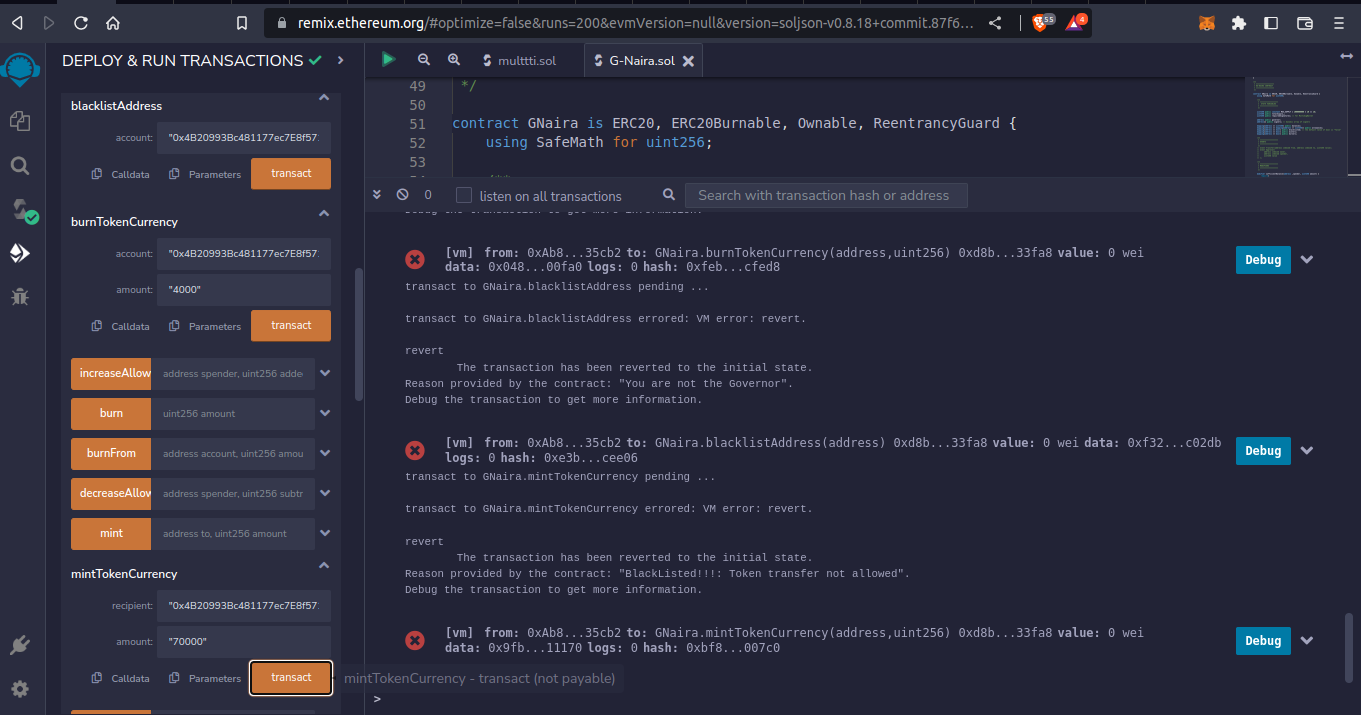 remix.ethereum.org/#optimize=false&runs=200&evmVersion=null&version=soljson-v0.8.18+commit.87f6...
55
4
DEPLOY & RUN TRANSACTIONS
blacklistAddress
account: "0x4B20993Bc481177ec7E8f57
Calldata Parameters transact
burnTokenCurrency
account: "0x4B20993Bc481177ec7E8f57
amount: "4000"
Calldata Parameters transact
increaseAllow address spender, uint256 adde
burn uint256 amount
burnFrom address account, uint256 amou
decreaseAllow address spender, uint256 subtr
mint address to, uint256 amount
mintTokenCurrency
recipient: "0x4B20993Bc481177ec7E8f57
amount: "70000"
Calldata Parameters transact
mintTokenCurrency - transact (not payable)
multtti.sol G-Naira.sol
49 */
50
51 contract GNaira is ERC20, ERC20Burnable, Ownable, ReentrancyGuard {
52 using SafeMath for uint256;
53
0 listen on all transactions Search with transaction hash or address
Debug the transaction to get more information.
[vm] from: 0xAb8...35cb2 to: GNaira.burnTokenCurrency(address,uint256) 0xd8b...33fa8 value: 0 wei
data: 0x048...00fa0 logs: 0 hash: 0xfeb...cfed8
Debug
transact to GNaira.blacklistAddress pending ...
transact to GNaira.blacklistAddress errored: VM error: revert.
revert
The transaction has been reverted to the initial state.
Reason provided by the contract: "You are not the Governor".
Debug the transaction to get more information.
[vm] from: 0xAb8...35cb2 to: GNaira.blacklistAddress(address) 0xd8b...33fa8 value: 0 wei data: 0xf32...c02db
logs: 0 hash: 0xe3b...cee06
Debug
transact to GNaira.mintTokenCurrency pending ...
transact to GNaira.mintTokenCurrency errored: VM error: revert.
revert
The transaction has been reverted to the initial state.
Reason provided by the contract: "BlackListed!!!: Token transfer not allowed".
Debug the transaction to get more information.
[vm] from: 0xAb8...35cb2 to: GNaira.mintTokenCurrency(address,uint256) 0xd8b...33fa8 value: 0 wei
data: 0x9fb...11170 logs: 0 hash: 0xbf8...007c0
Debug
>